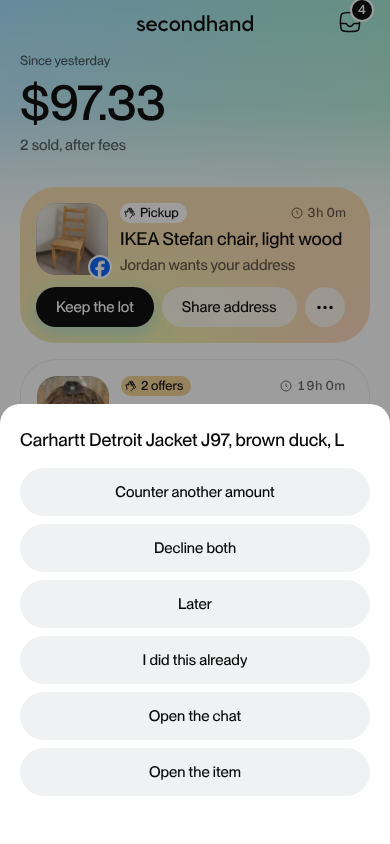 secondhand
4
Since yesterday
$97.33
2 sold, after fees
Pickup
3h 0m
IKEA Stefan chair, light wood
Jordan wants your address
Keep the lot
Share address
2 offers
19h 0m
Carhartt Detroit Jacket J97, brown duck, L
Counter another amount
Decline both
Later
I did this already
Open the chat
Open the item